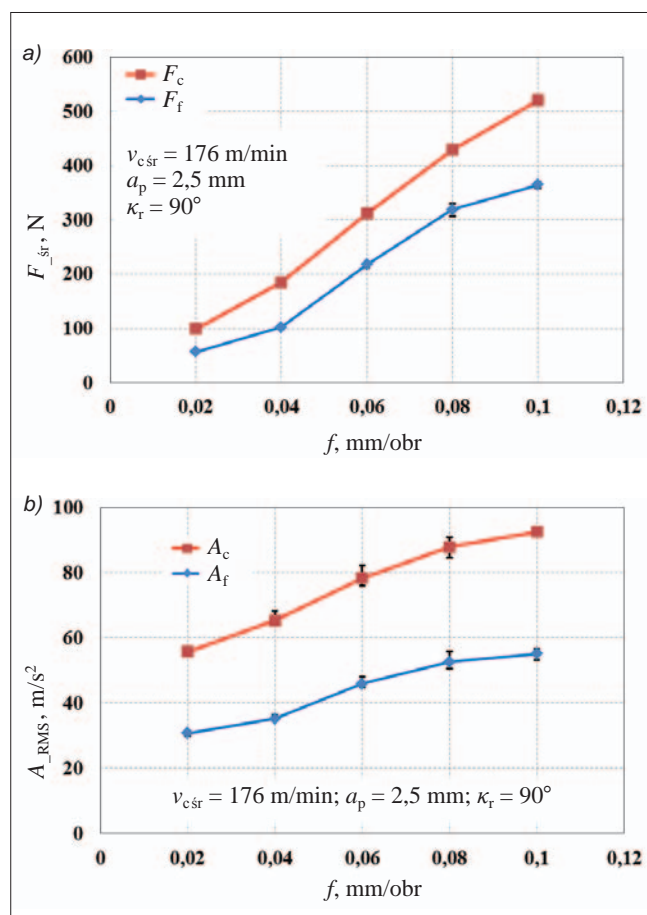 a)
600
500
400
300
200
100
0
F_śr, N
F_c
F_f
v_c śr = 176 m/min
a_p = 2,5 mm
κ_r = 90°
0 0,02 0,04 0,06 0,08 0,1 0,12
f, mm/obr
b)
100
80
60
40
20
0
A_RMS, m/s²
A_c
A_f
v_c śr = 176 m/min; a_p = 2,5 mm; κ_r = 90°
0 0,02 0,04 0,06 0,08 0,1 0,12
f, mm/obr